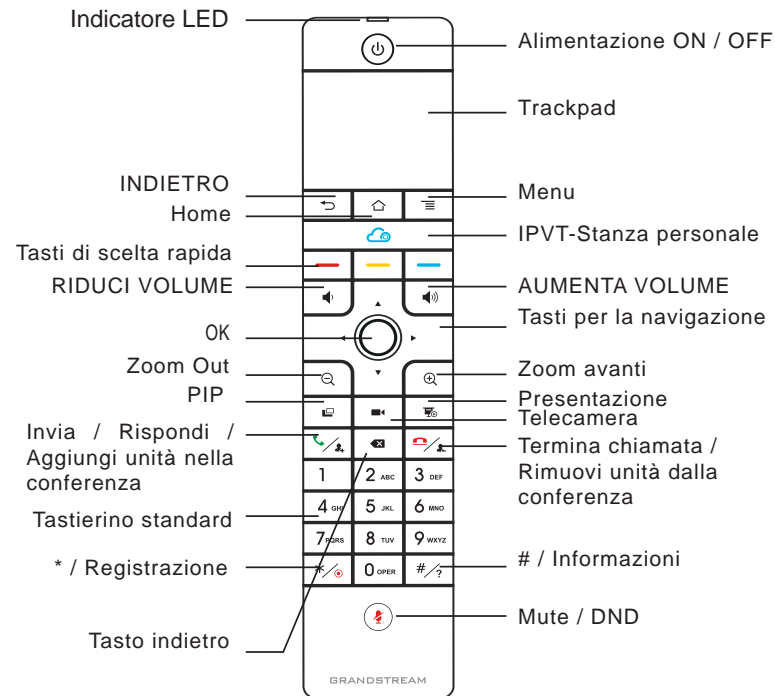 Indicatore LED
Alimentazione ON / OFF
Trackpad
INDIETRO
Menu
Home
IPVT-Stanza personale
Tasti di scelta rapida
RIDUCI VOLUME
AUMENTA VOLUME
Tasti per la navigazione
OK
Zoom Out
Zoom avanti
PIP
Presentazione
Telecamera
Invia / Rispondi /
Aggiungi unità nella
conferenza
Termina chiamata /
Rimuovi unità dalla
conferenza
1
2 ABC
3 DEF
Tastierino standard
4 GHI
5 JKL
6 MNO
7 PQRS
8 TUV
9 WXYZ
* / Registrazione
*
0 OPER
#/?
# / Informazioni
Mute / DND
Tasto indietro
GRANDSTREAM